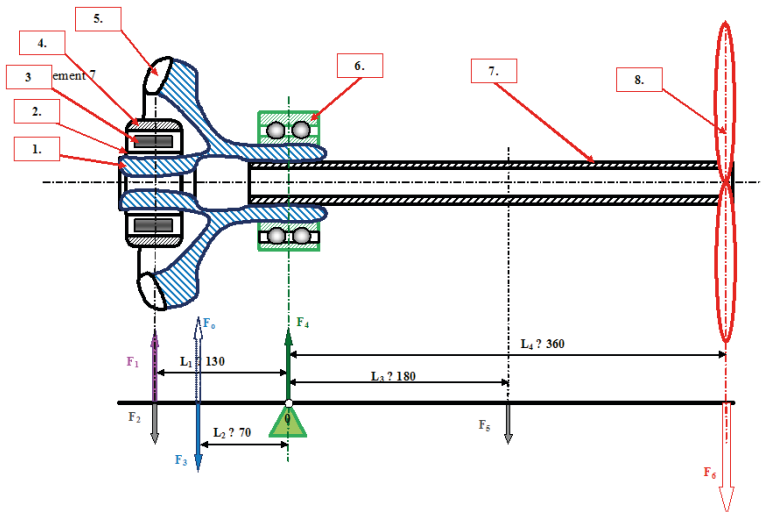 5.
4.
6.
3 ement 7
7.
8.
2.
1.
F₀
F₄
L₄ ? 360
F₁
L₁ ? 130
L₃ ? 180
F₂
0
F₅
L₂ ? 70
F₃
F₆